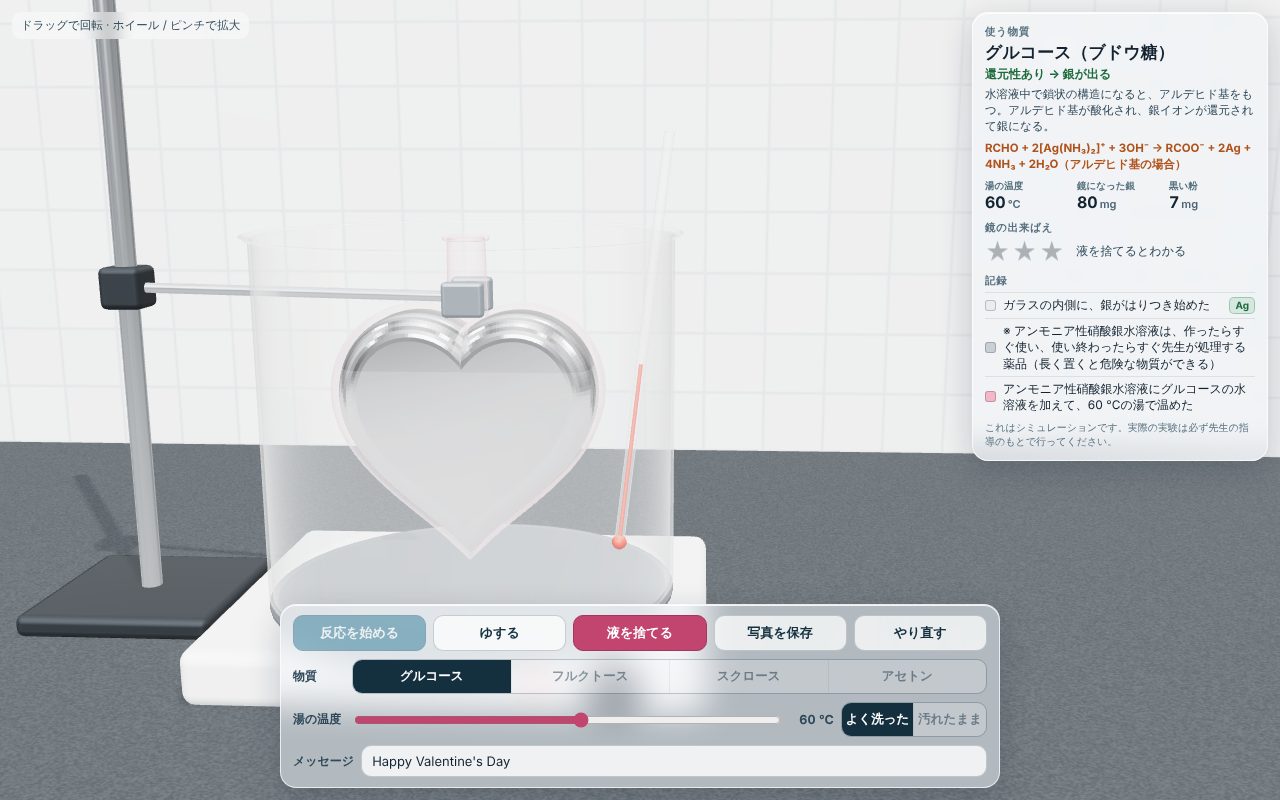 ドラッグで回転 · ホイール / ピンチで拡大
使う物質
グルコース（ブドウ糖）
還元性あり → 銀が出る
水溶液中で鎖状の構造になると、アルデヒド基をも
つ。アルデヒド基が酸化され、銀イオンが還元され
て銀になる。
RCHO + 2[Ag(NH₃)₂]⁺ + 3OH⁻ → RCOO⁻ + 2Ag +
4NH₃ + 2H₂O（アルデヒド基の場合）
湯の温度 鏡になった銀 黒い粉
60 ℃ 80 mg 7 mg
鏡の出来ばえ
★★★ 液を捨てるとわかる
記録
ガラスの内側に、銀がはりつき始めた Ag
※ アンモニア性硝酸銀水溶液は、作ったらす
ぐ使い、使い終わったらすぐ先生が処理する
薬品（長く置くと危険な物質ができる）
アンモニア性硝酸銀水溶液にグルコースの水
溶液を加えて、60 ℃の湯で温めた
これはシミュレーションです。実際の実験は必ず先生の指
導のもとで行ってください。
反応を始める ゆする 液を捨てる 写真を保存 やり直す
物質 グルコース フルクトース スクロース アセトン
湯の温度 60 ℃ よく洗った 汚れたまま
メッセージ Happy Valentine's Day